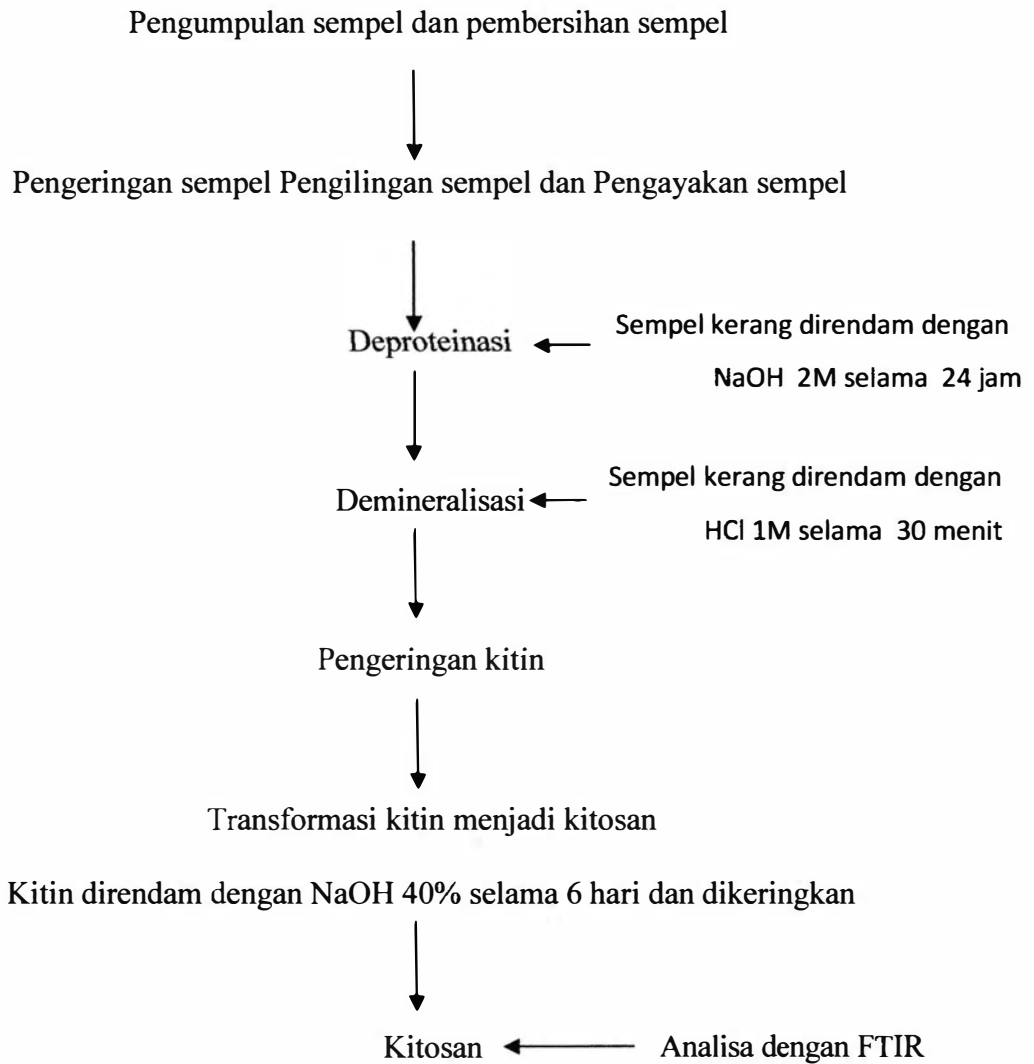 Pengumpulan sempel dan pembersihan sempel
Pengeringan sempel Pengilingan sempel dan Pengayakan sempel
Deproteinasi
Sempel kerang direndam dengan
NaOH 2M selama 24 jam
Demineralisasi
Sempel kerang direndam dengan
HCl 1M selama 30 menit
Pengeringan kitin
Transformasi kitin menjadi kitosan
Kitin direndam dengan NaOH 40% selama 6 hari dan dikeringkan
Kitosan
Analisa dengan FTIR